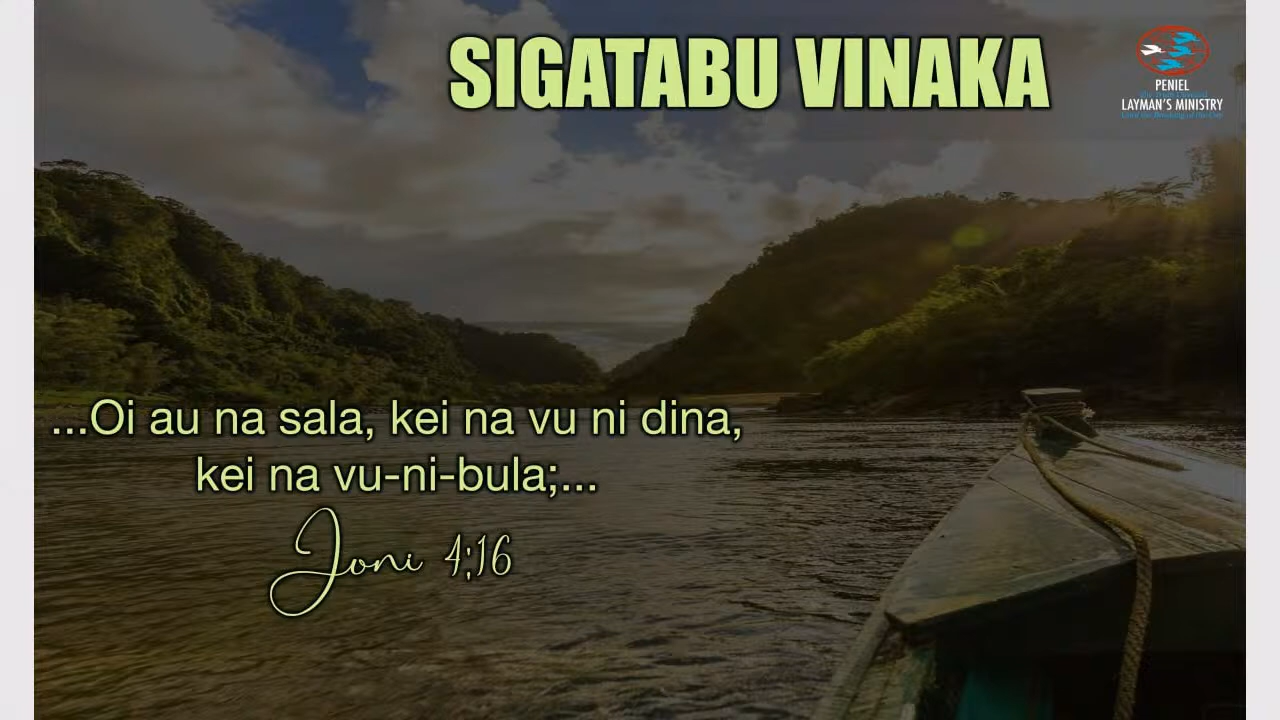 SIGATABU VINAKA
PENIEL
LAYMAN'S MINISTRY
...Oi au na sala, kei na vu ni dina,
kei na vu-ni-bula;...
Joni 4:16